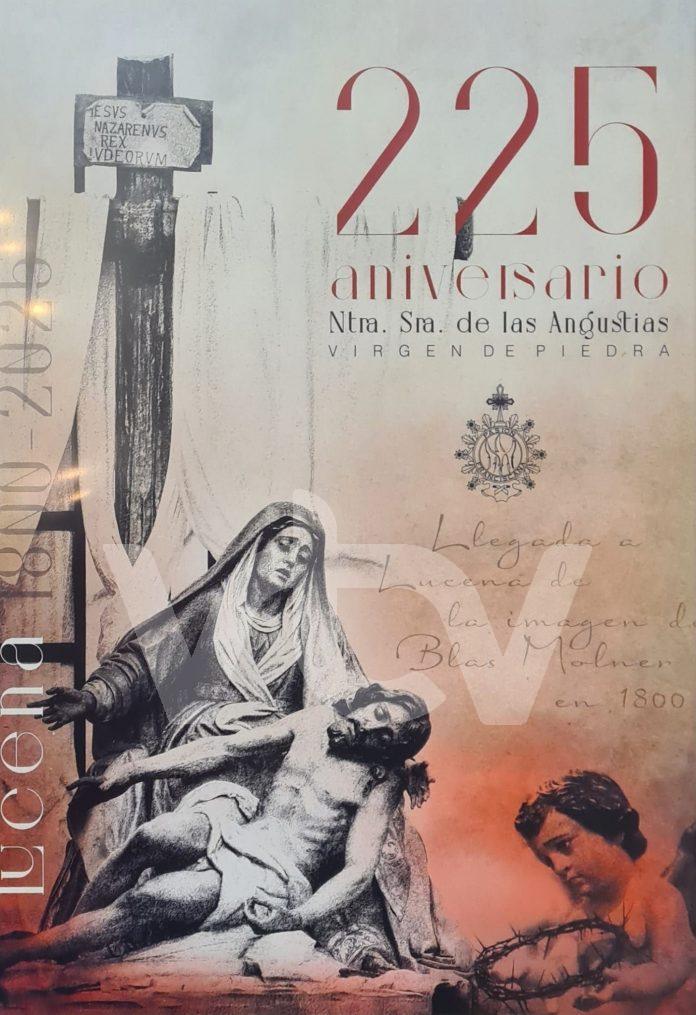 IESVS
NAZARENVS
REX
IVDEORVM
225
aniversario
Ntra. Sra. de las Angustias
VIRGEN DE PIEDRA
Llegada a
Lucena de
la imagen de
Blas Molner
en 1800
Lucena 1800-2025
vtv